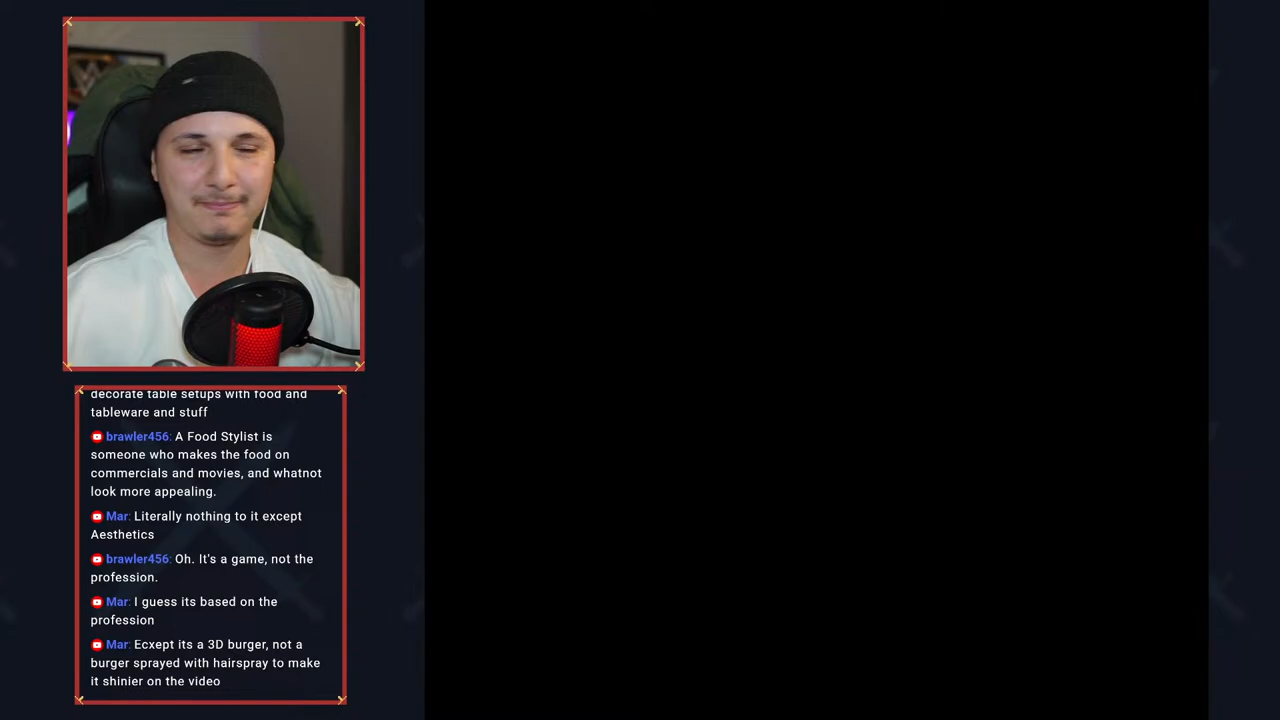 decorate table setups with food and
tableware and stuff
brawler456: A Food Stylist is
someone who makes the food on
commercials and movies, and whatnot
look more appealing.
Mar: Literally nothing to it except
Aesthetics
brawler456: Oh. It's a game, not the
profession.
Mar: I guess its based on the
profession
Mar: Ecxept its a 3D burger, not a
burger sprayed with hairspray to make
it shinier on the video